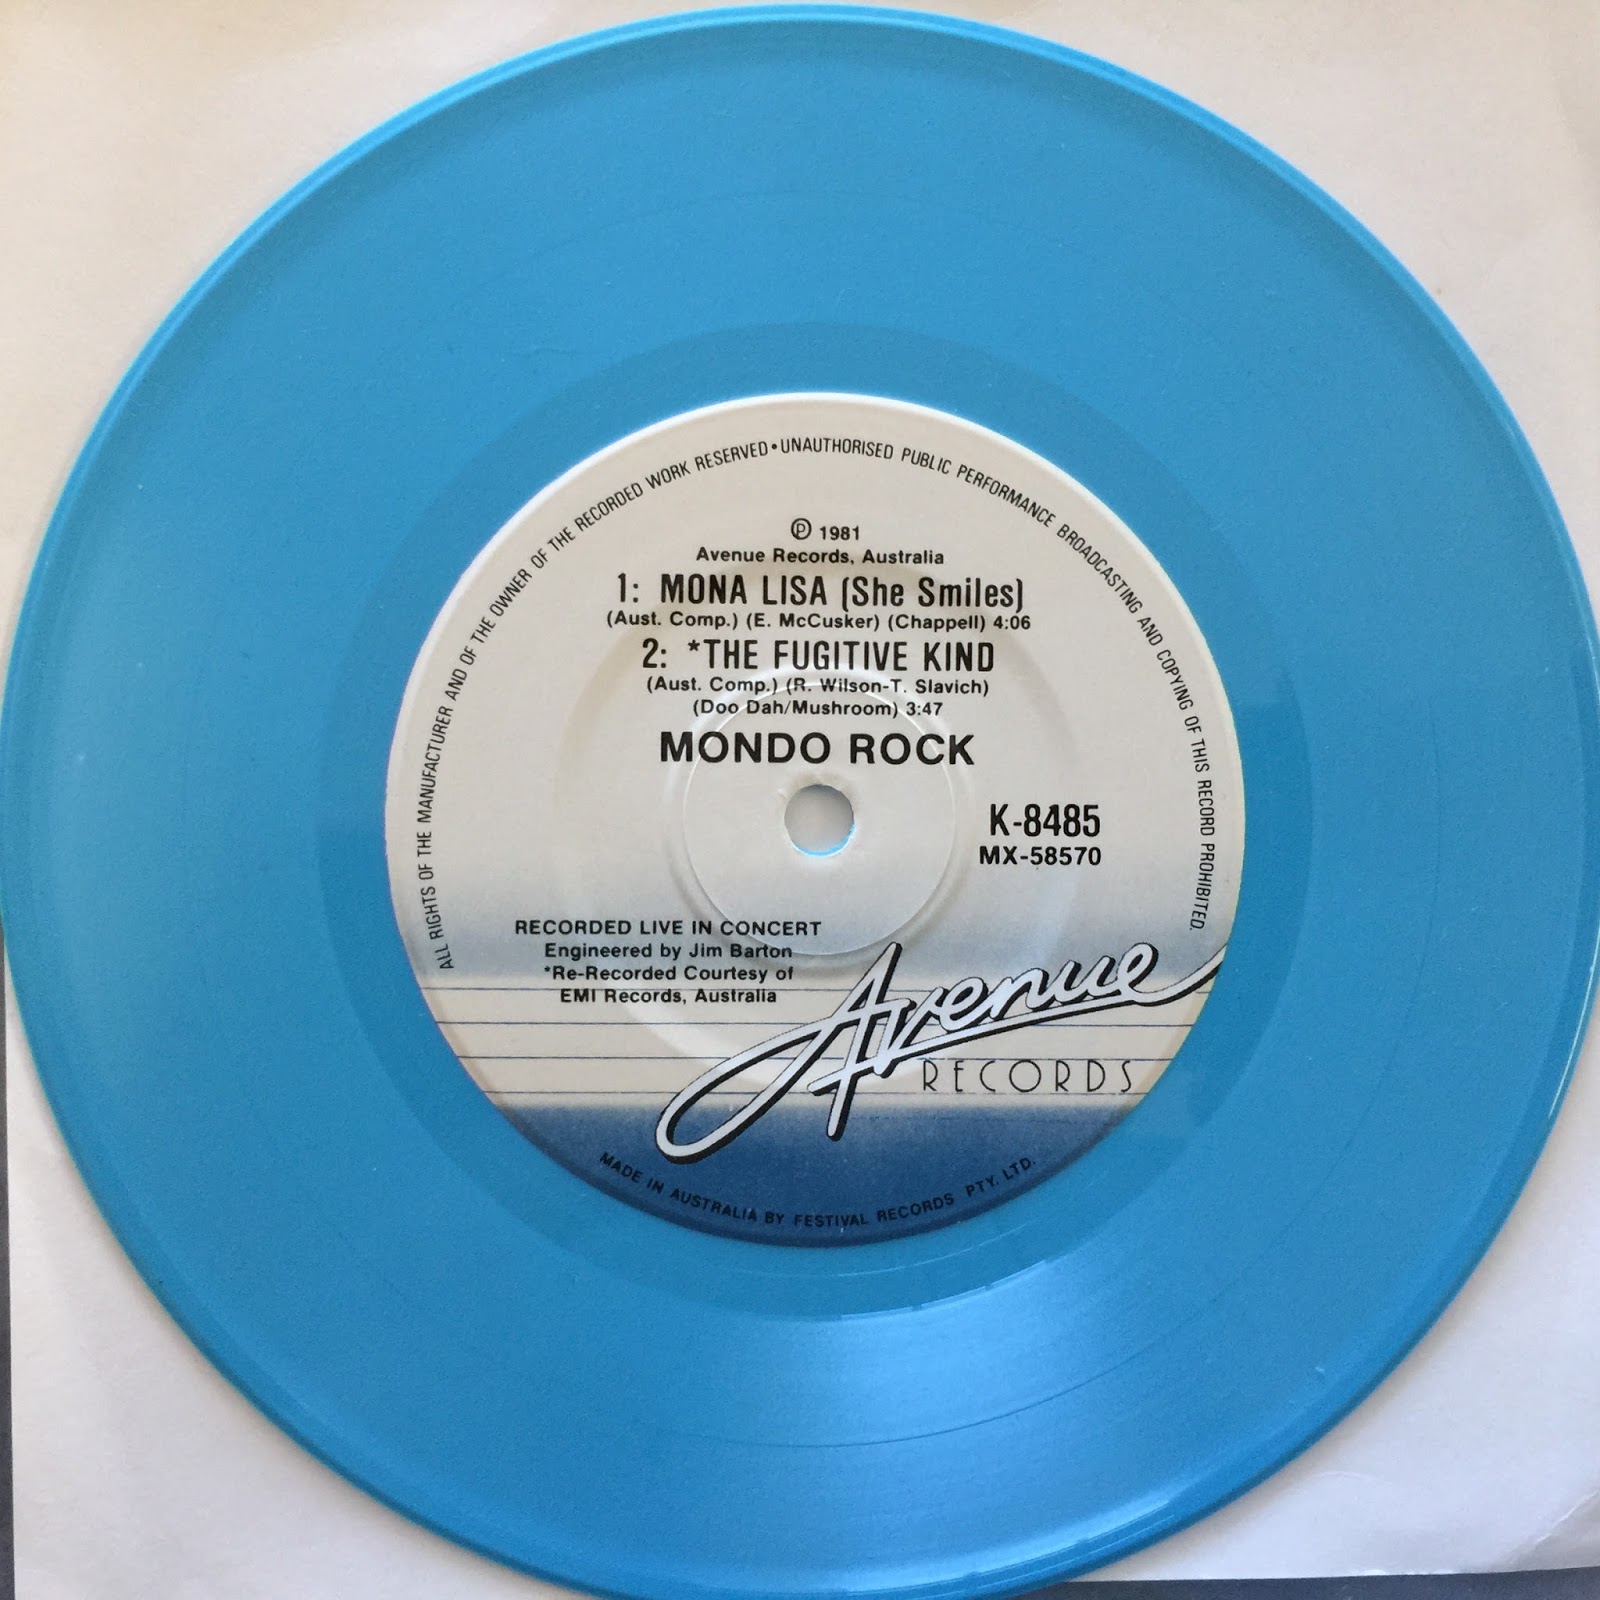 ALL RIGHTS OF THE MANUFACTURER AND OF THE OWNER OF THE RECORDED WORK RESERVED • UNAUTHORISED PUBLIC PERFORMANCE BROADCASTING AND COPYING OF THIS RECORD PROHIBITED.
℗ 1981
Avenue Records, Australia
1: MONA LISA (She Smiles)
(Aust. Comp.) (E. McCusker) (Chappell) 4:06
2: *THE FUGITIVE KIND
(Aust. Comp.) (R. Wilson-T. Slavich)
(Doo Dah/Mushroom) 3:47
MONDO ROCK
K-8485
MX-58570
RECORDED LIVE IN CONCERT
Engineered by Jim Barton
*Re-Recorded Courtesy of
EMI Records, Australia
Avenue
RECORDS
MADE IN AUSTRALIA BY FESTIVAL RECORDS PTY. LTD.